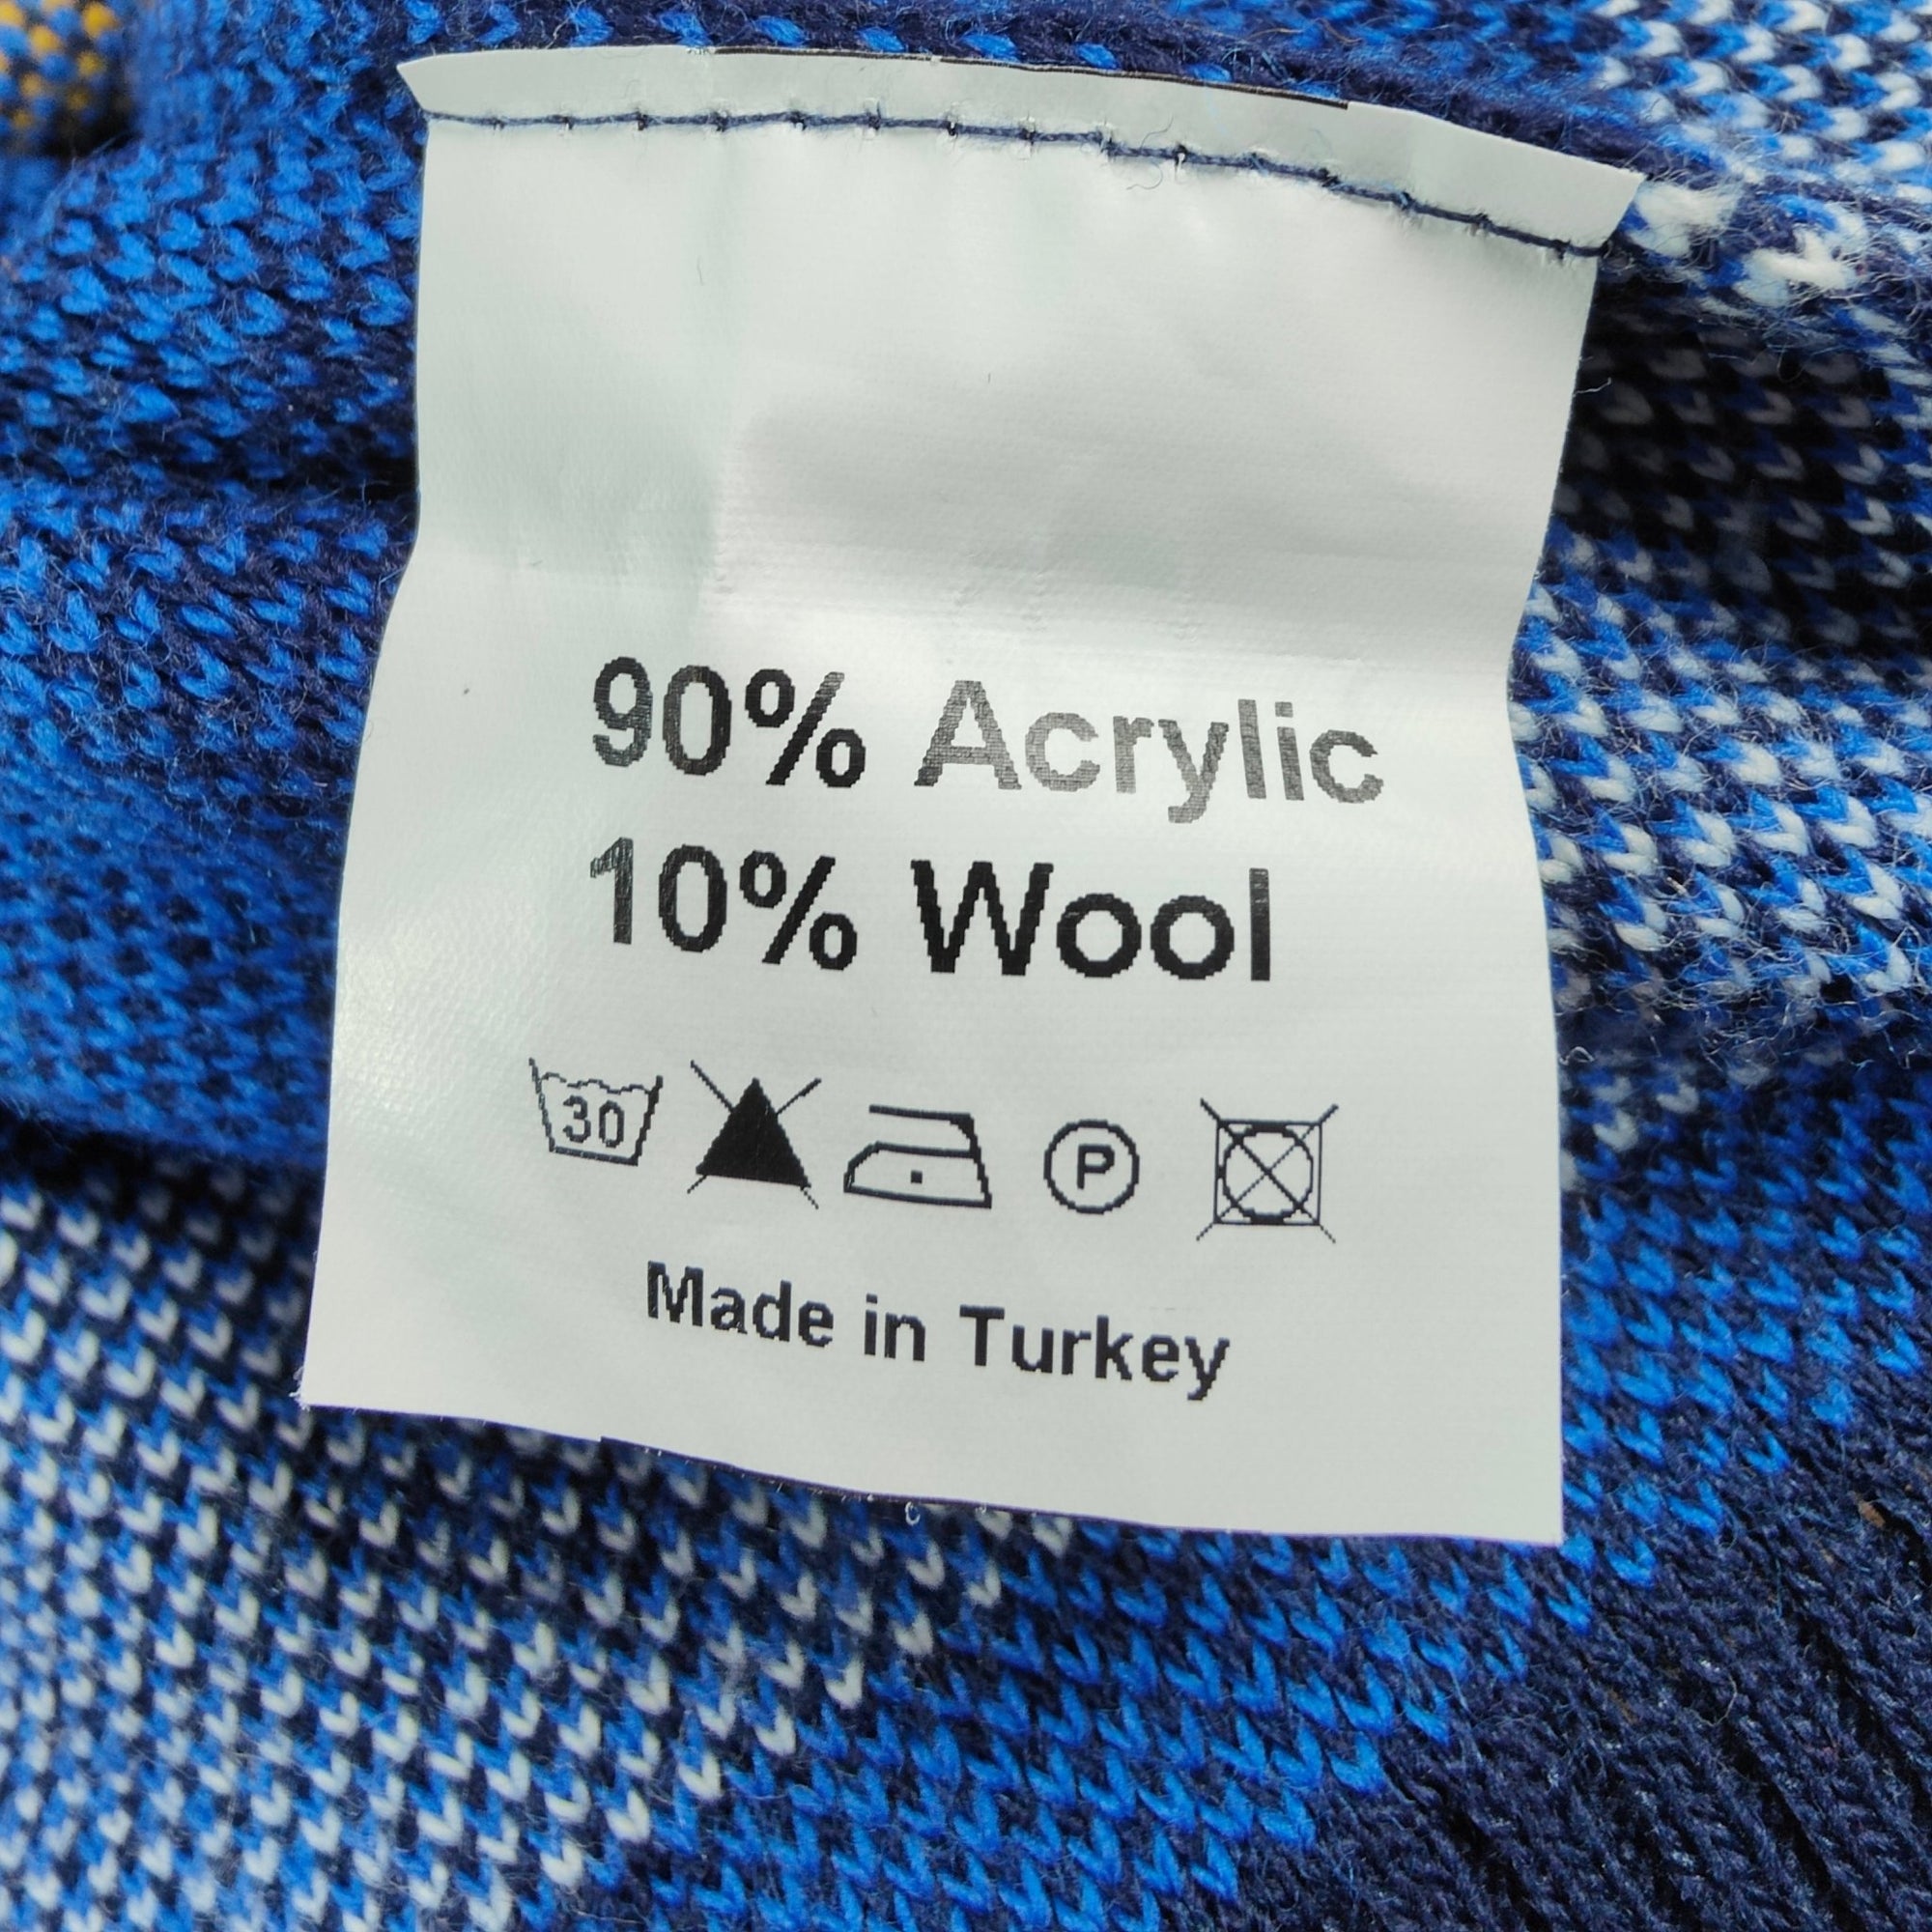 90% Acrylic
10% Wool
30 P
Made in Turkey